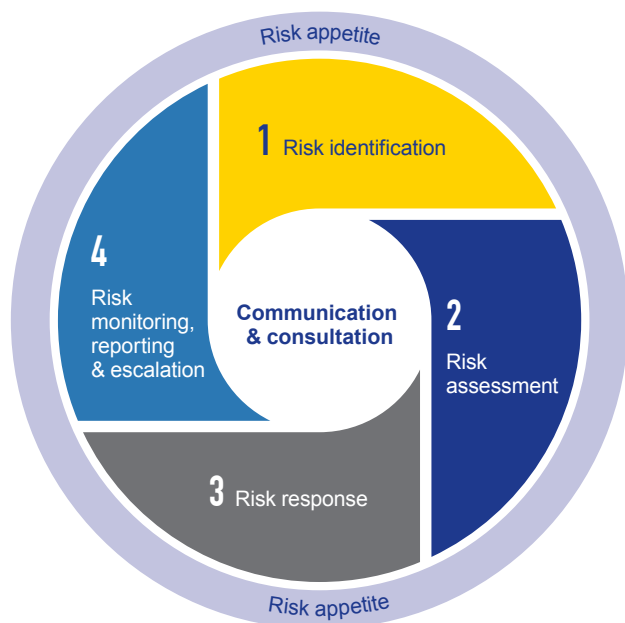 Risk appetite
1 Risk identification
2
Risk
assessment
3 Risk response
4
Risk
monitoring,
reporting
& escalation
Communication
& consultation
Risk appetite